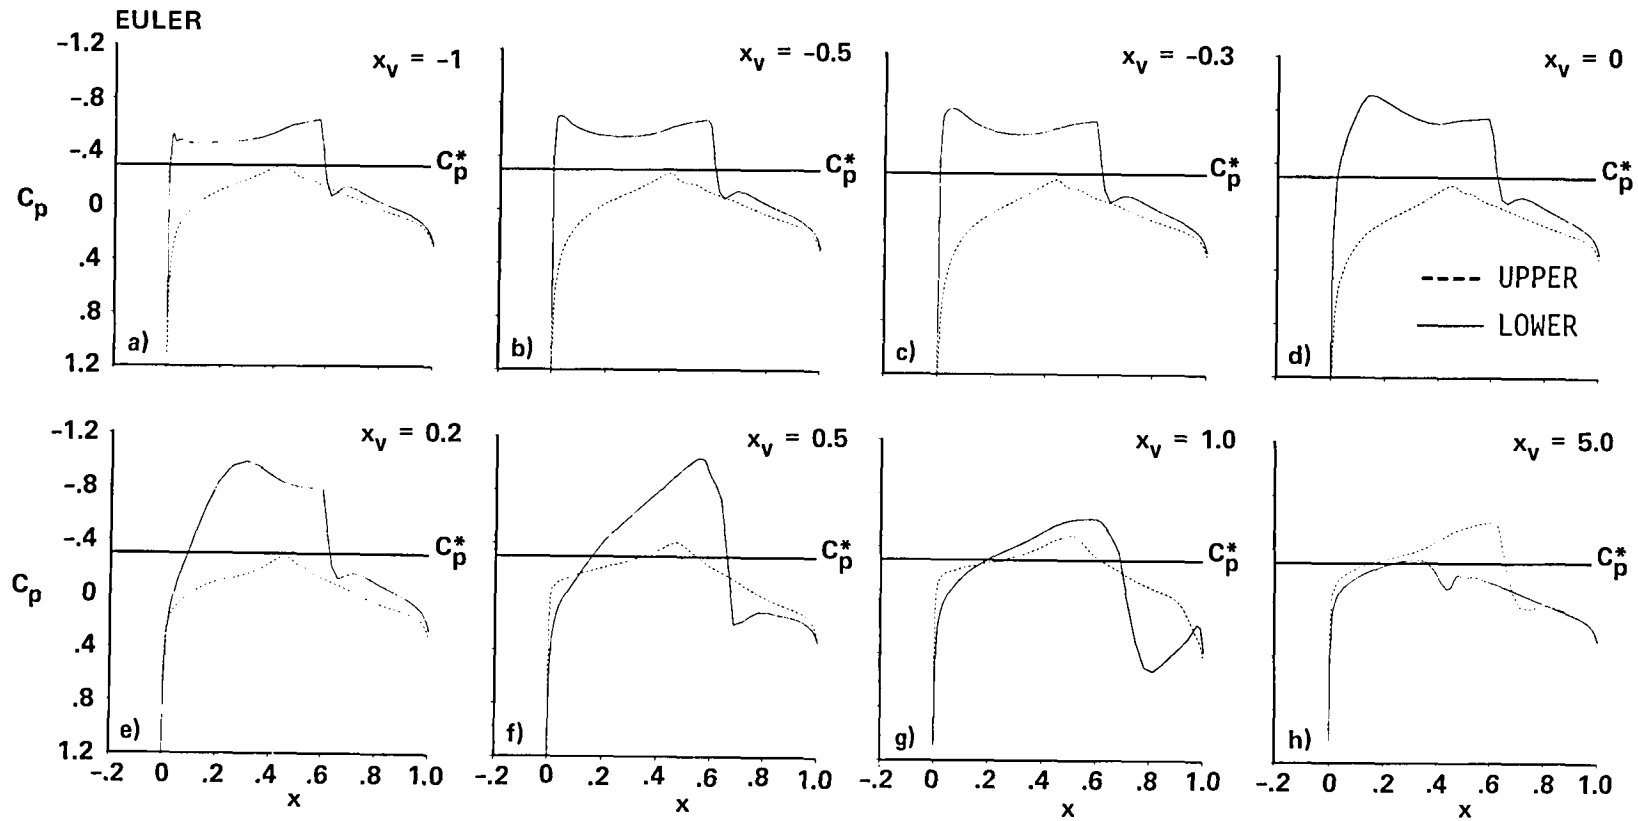 EULER
-1.2
-.8
-.4
0
.4
.8
1.2
C_p
x_v = -1
C_p*
a)
x_v = -0.5
C_p*
b)
x_v = -0.3
C_p*
c)
x_v = 0
C_p*
UPPER
LOWER
d)
-1.2
-.8
-.4
0
.4
.8
1.2
C_p
x_v = 0.2
C_p*
e)
-.2 0 .2 .4 .6 .8 1.0
x
x_v = 0.5
C_p*
f)
-.2 0 .2 .4 .6 .8 1.0
x
x_v = 1.0
C_p*
g)
-.2 0 .2 .4 .6 .8 1.0
x
x_v = 5.0
C_p*
h)
-.2 0 .2 .4 .6 .8 1.0
x